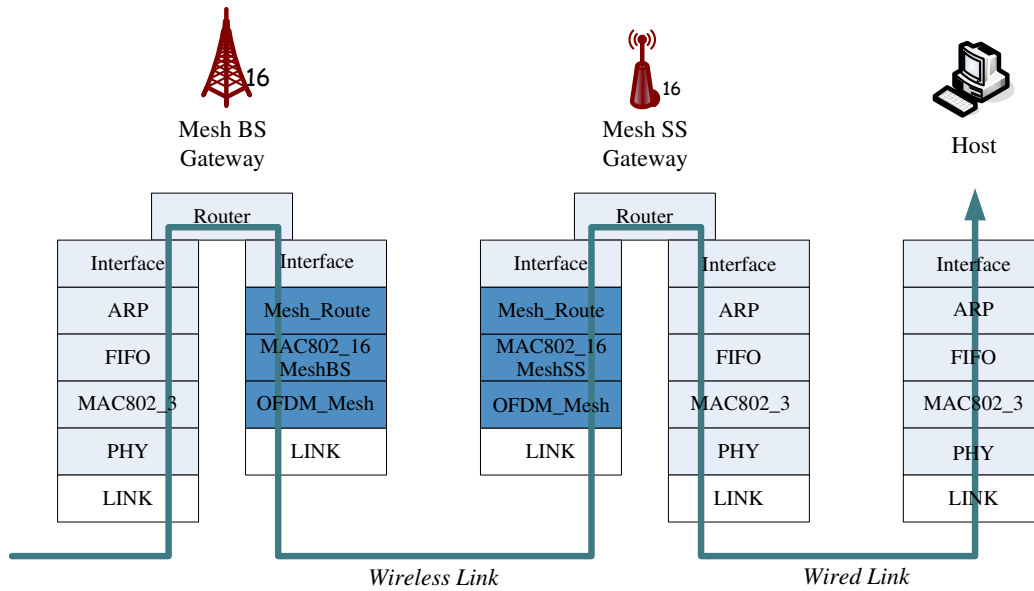 16
16
Mesh BS
Gateway
Mesh SS
Gateway
Host
Router
Interface
ARP
FIFO
MAC802_3
PHY
LINK
Interface
Mesh_Route
MAC802_16
MeshBS
OFDM_Mesh
LINK
Router
Interface
Mesh_Route
MAC802_16
MeshSS
OFDM_Mesh
LINK
Interface
ARP
FIFO
MAC802_3
PHY
LINK
Interface
ARP
FIFO
MAC802_3
PHY
LINK
Wireless Link
Wired Link